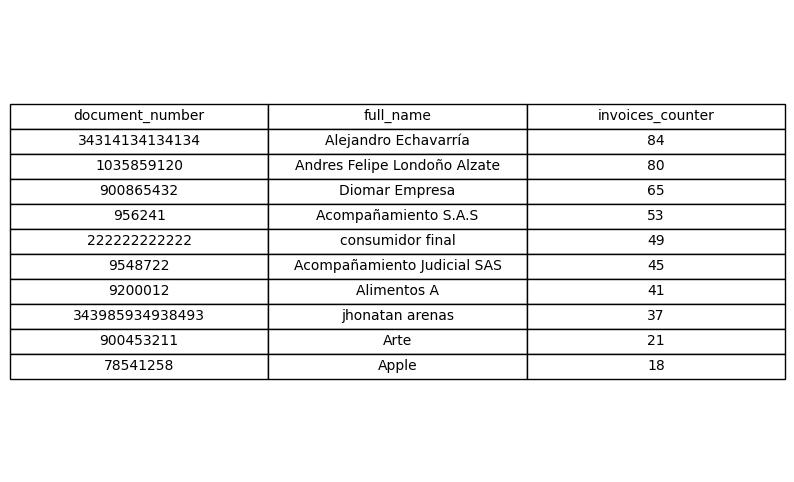 document_number full_name invoices_counter
34314134134134 Alejandro Echavarría 84
1035859120 Andres Felipe Londoño Alzate 80
900865432 Diomar Empresa 65
956241 Acompañamiento S.A.S 53
222222222222 consumidor final 49
9548722 Acompañamiento Judicial SAS 45
9200012 Alimentos A 41
343985934938493 jhonatan arenas 37
900453211 Arte 21
78541258 Apple 18